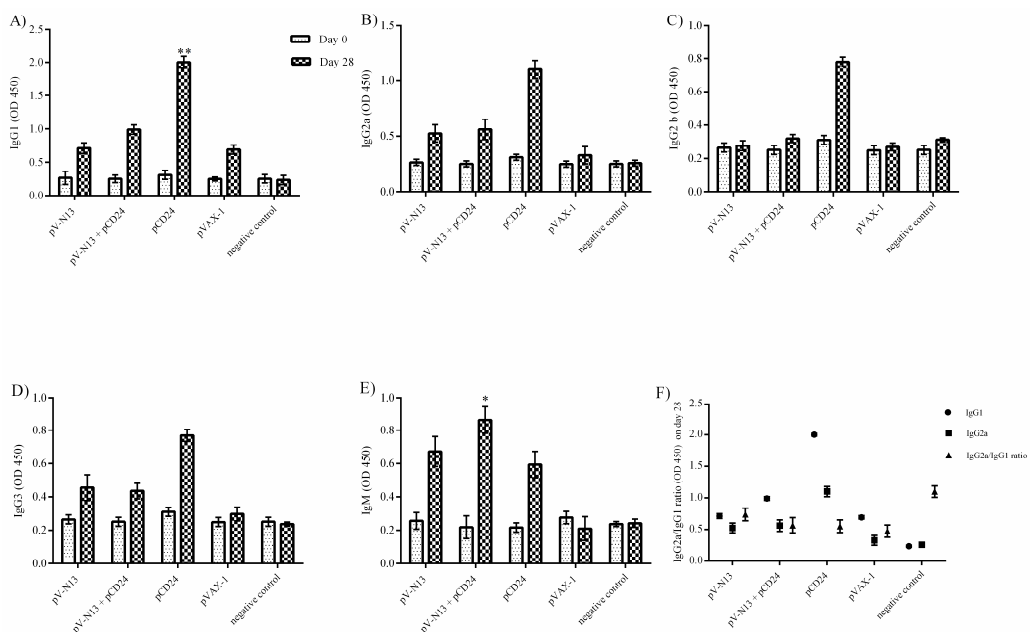 A)
2.5
2.0
1.5
1.0
0.5
0.0
IgG1 (OD 450)
**
Day 0
Day 28
pV-N13
pV-N13 + pCD24
pCD24
pVAX-1
negative control
B)
1.5
1.0
0.5
0.0
IgG2a (OD 450)
pV-N13
pV-N13 + pCD24
pCD24
pVAX-1
negative control
C)
1.0
0.8
0.6
0.4
0.2
0.0
IgG2 b (OD 450)
pV-N13
pV-N13 + pCD24
pCD24
pVAX-1
negative control
D)
1.0
0.8
0.6
0.4
0.2
0.0
IgG3 (OD 450)
pV-N13
pV-N13 + pCD24
pCD24
pVAX-1
negative control
E)
1.0
0.8
0.6
0.4
0.2
0.0
IgM (OD 450)
*
pV-N13
pV-N13 + pCD24
pCD24
pVAX-1
negative control
F)
2.5
2.0
1.5
1.0
0.5
0.0
IgG2a/IgG1 ratio (OD 450) on day 28
IgG1
IgG2a
IgG2a/IgG1 ratio
pV-N13
pV-N13 + pCD24
pCD24
pVAX-1
negative control